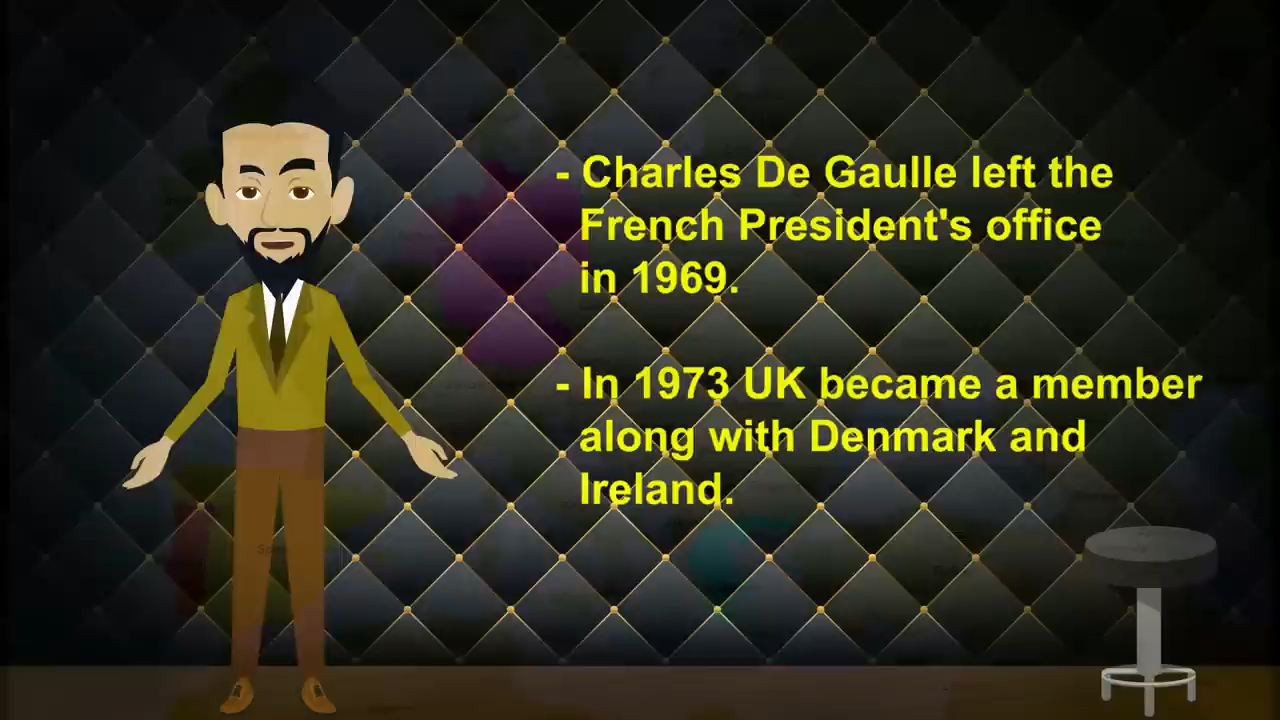 - Charles De Gaulle left the
French President's office
in 1969.
- In 1973 UK became a member
along with Denmark and
Ireland.